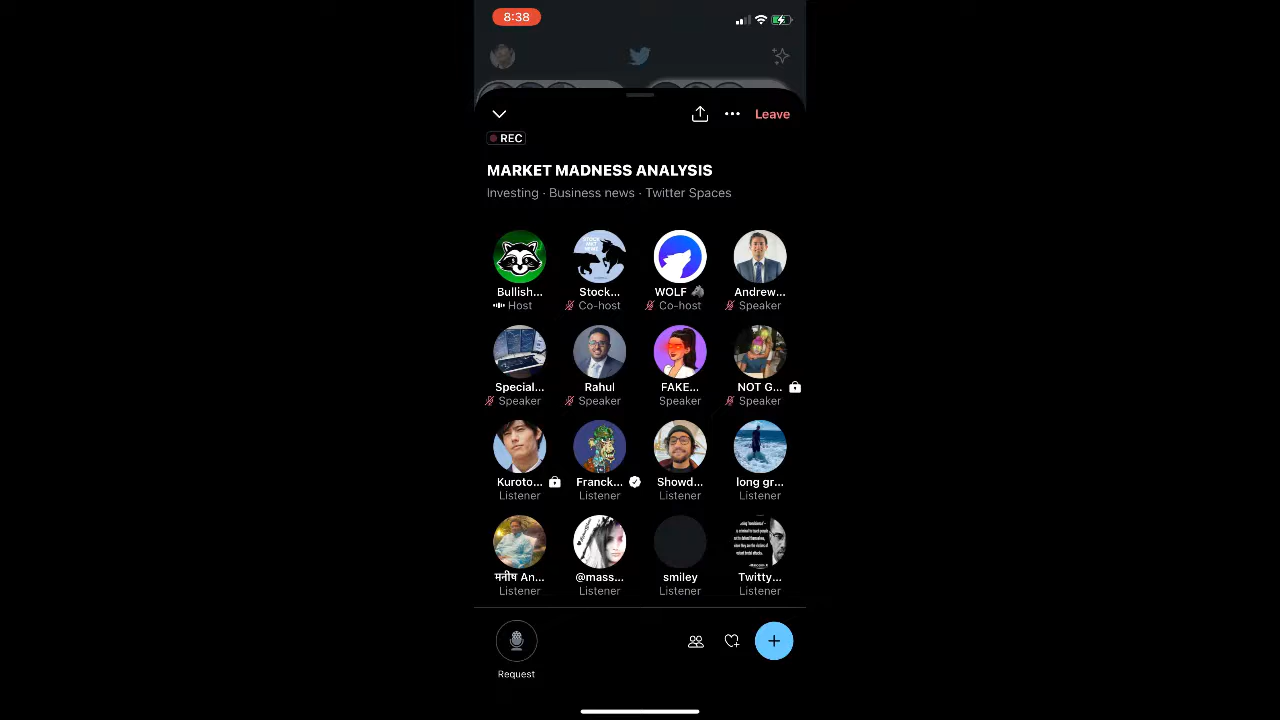 8:38
Leave
REC
MARKET MADNESS ANALYSIS
Investing · Business news · Twitter Spaces
Bullish... Stock... WOLF 🐺 Andrew...
Host Co-host Co-host Speaker
Special... Rahul FAKE... NOT G...
Speaker Speaker Speaker Speaker
Kuroto... Franck... Showd... long gr...
Listener Listener Listener Listener
मनीष An... @mass... smiley Twitty...
Listener Listener Listener Listener
Request